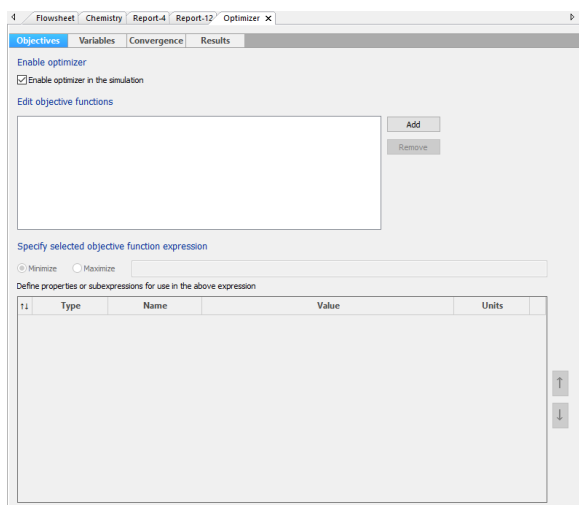 Flowsheet Chemistry Report-4 Report-12 Optimizer ×
Objectives Variables Convergence Results
Enable optimizer
Enable optimizer in the simulation
Edit objective functions
Add
Remove
Specify selected objective function expression
Minimize Maximize
Define properties or subexpressions for use in the above expression
↑↓ Type Name Value Units
↑
↓